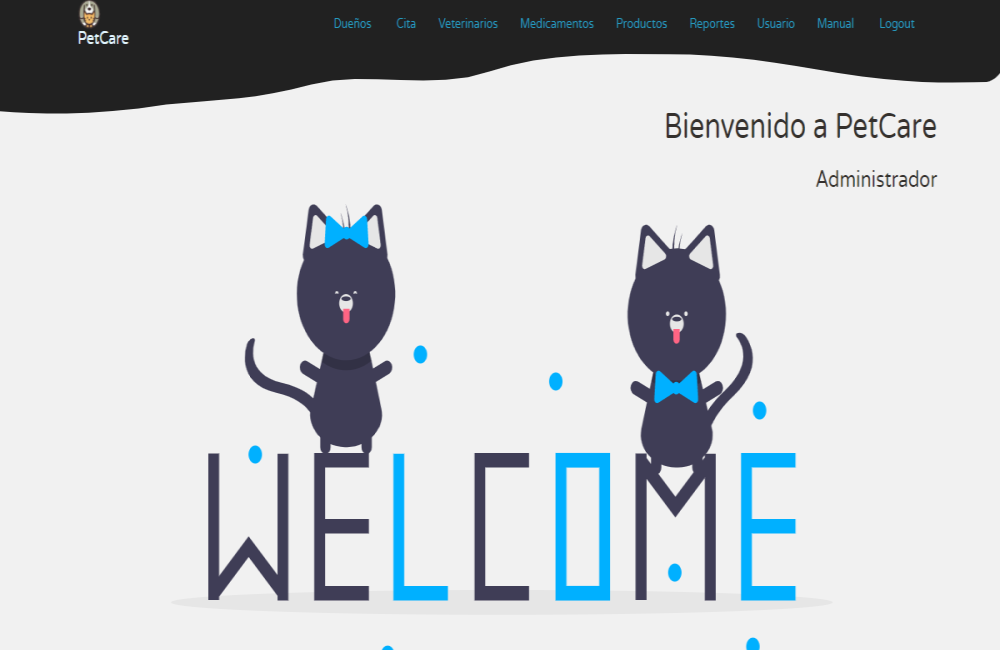 PetCare
Dueños Cita Veterinarios Medicamentos Productos Reportes Usuario Manual Logout
Bienvenido a PetCare
Administrador
WELCOME